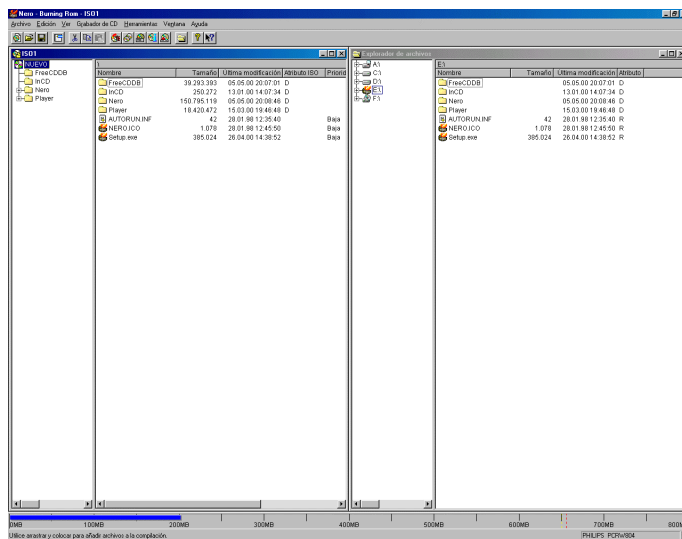 Nero - Burning Rom - ISO1
Archivo Edición Ver Grabador de CD Herramientas Ventana Ayuda
ISO1
NUEVO
FreeCDDB
InCD
Nero
Player
\
Nombre Tamaño Última modificación Atributo ISO Priorid
FreeCDDB 39.293.393 05.05.00 20:07:01 D
InCD 250.272 13.01.00 14:07:34 D
Nero 150.795.119 05.05.00 20:08:46 D
Player 18.420.472 15.03.00 19:46:48 D
AUTORUN.INF 42 28.01.98 12:35:40 Baja
NERO.ICO 1.078 28.01.98 12:45:50 Baja
Setup.exe 385.024 26.04.00 14:38:52 Baja
Explorador de archivos
A:\
C:\
D:\
E:\
F:\
E:\
Nombre Tamaño Última modificación Atributo
FreeCDDB 05.05.00 20:07:01 D
InCD 13.01.00 14:07:34 D
Nero 05.05.00 20:08:46 D
Player 15.03.00 19:46:48 D
AUTORUN.INF 42 28.01.98 12:35:40 R
NERO.ICO 1.078 28.01.98 12:45:50 R
Setup.exe 385.024 26.04.00 14:38:52 R
0MB 100MB 200MB 300MB 400MB 500MB 600MB 700MB 800M
Utilice arrastrar y colocar para añadir archivos a la compilación.
PHILIPS PCRW804